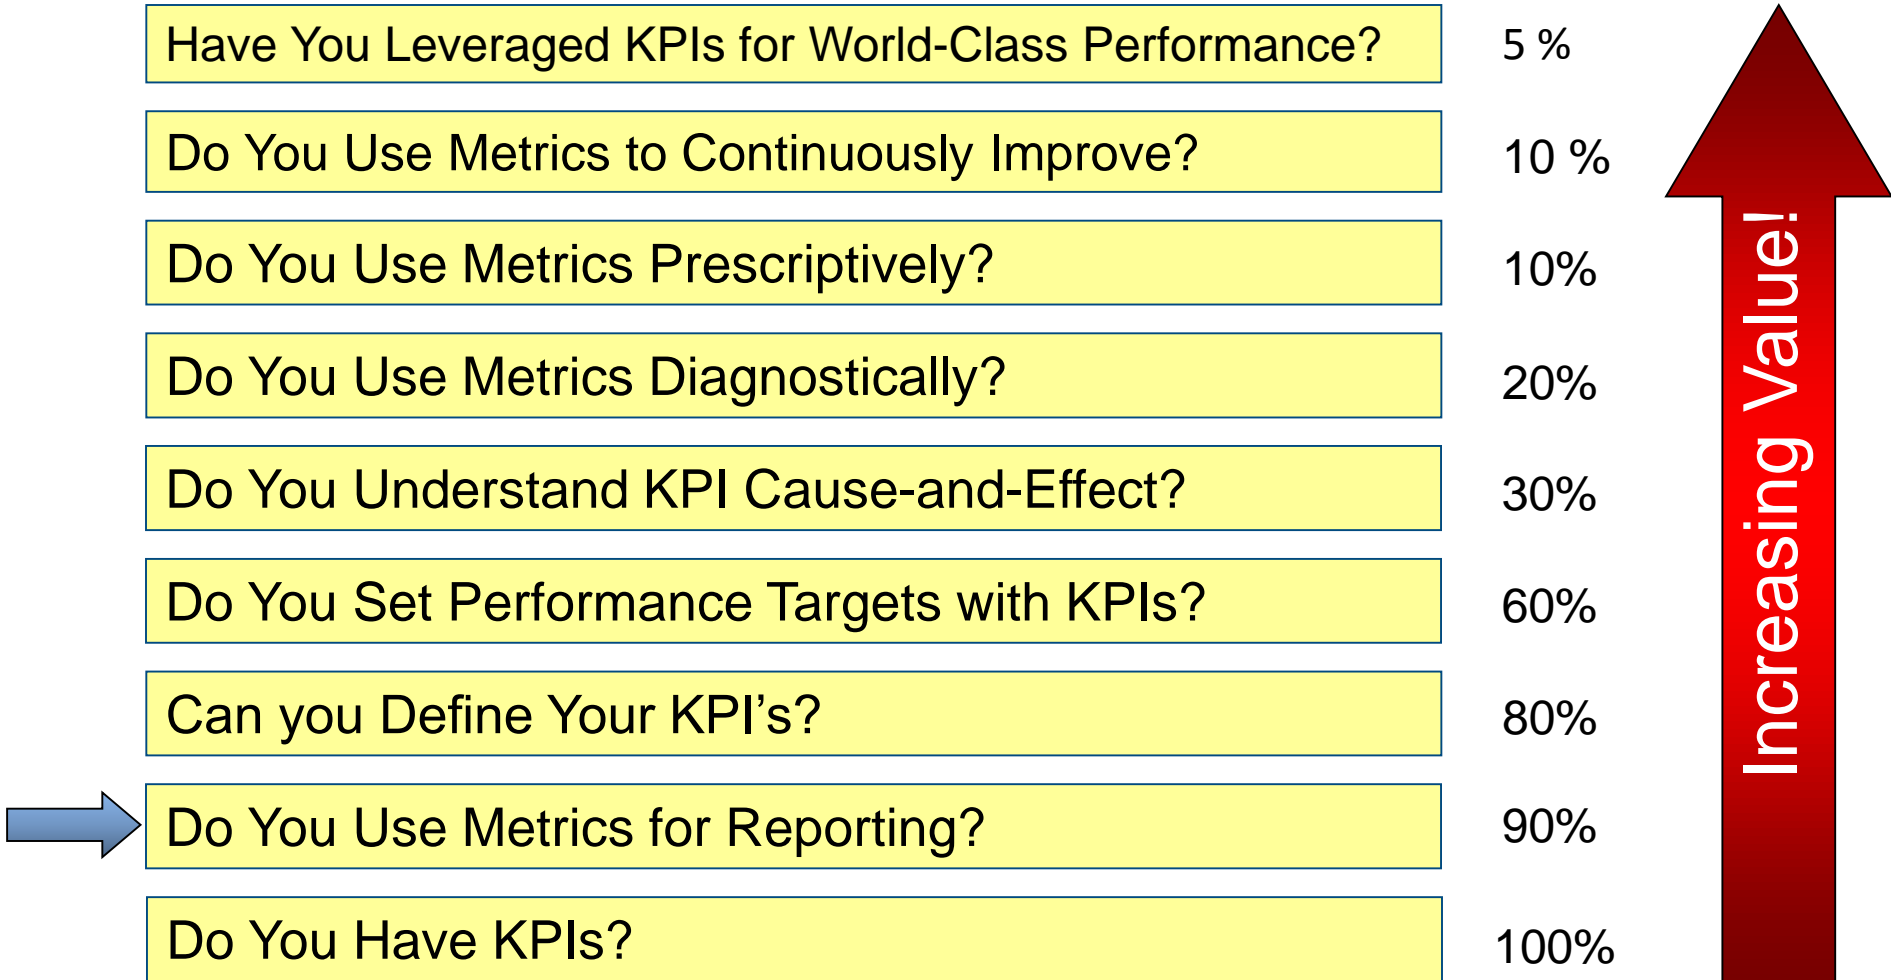 Have You Leveraged KPIs for World-Class Performance? 5 %
Do You Use Metrics to Continuously Improve? 10 %
Do You Use Metrics Prescriptively? 10%
Do You Use Metrics Diagnostically? 20%
Do You Understand KPI Cause-and-Effect? 30%
Do You Set Performance Targets with KPIs? 60%
Can you Define Your KPI’s? 80%
Do You Use Metrics for Reporting? 90%
Do You Have KPIs? 100%
Increasing Value!